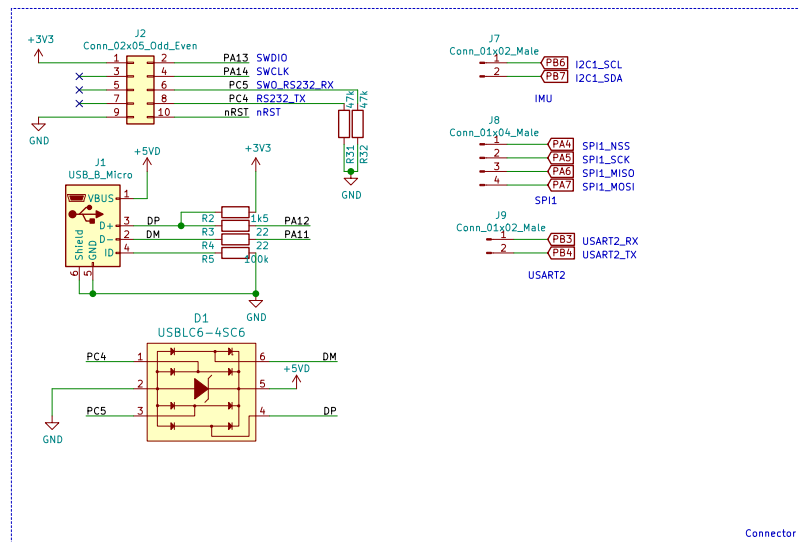 J2
Conn_02x05_Odd_Even
+3V3
1 2 PA13 SWDIO
3 4 PA14 SWCLK
5 6 PC5 SWO_RS232_RX
7 8 PC4 RS232_TX
9 10 nRST nRST
GND
47k 47k
R31 R32
GND
J1
USB_B_Micro
+5VD
+3V3
VBUS 1
D+ 3 DP
D- 2 DM
ID 4
Shield GND
6 5
R2 1k5 PA12
R3 22 PA11
R4 22
R5 100k
GND
D1
USBLC6-4SC6
PC4 1 6 DM
2 5 +5VD
PC5 3 4 DP
GND
J7
Conn_01x02_Male
1 PB6 I2C1_SCL
2 PB7 I2C1_SDA
IMU
J8
Conn_01x04_Male
1 PA4 SPI1_NSS
2 PA5 SPI1_SCK
3 PA6 SPI1_MISO
4 PA7 SPI1_MOSI
SPI1
J9
Conn_01x02_Male
1 PB3 USART2_RX
2 PB4 USART2_TX
USART2
Connector